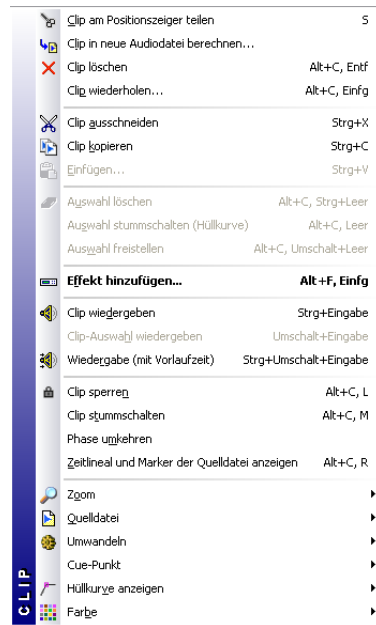 Clip am Positionszeiger teilen S
Clip in neue Audiodatei berechnen...
Clip löschen Alt+C, Entf
Clip wiederholen... Alt+C, Einfg
Clip ausschneiden Strg+X
Clip kopieren Strg+C
Einfügen... Strg+V
Auswahl löschen Alt+C, Strg+Leer
Auswahl stummschalten (Hüllkurve) Alt+C, Leer
Auswahl freistellen Alt+C, Umschalt+Leer
Effekt hinzufügen... Alt+F, Einfg
Clip wiedergeben Strg+Eingabe
Clip-Auswahl wiedergeben Umschalt+Eingabe
Wiedergabe (mit Vorlaufzeit) Strg+Umschalt+Eingabe
Clip sperren Alt+C, L
Clip stummschalten Alt+C, M
Phase umkehren
Zeitlineal und Marker der Quelldatei anzeigen Alt+C, R
Zoom
Quelldatei
Umwandeln
Cue-Punkt
Hüllkurve anzeigen
Farbe
CLIP